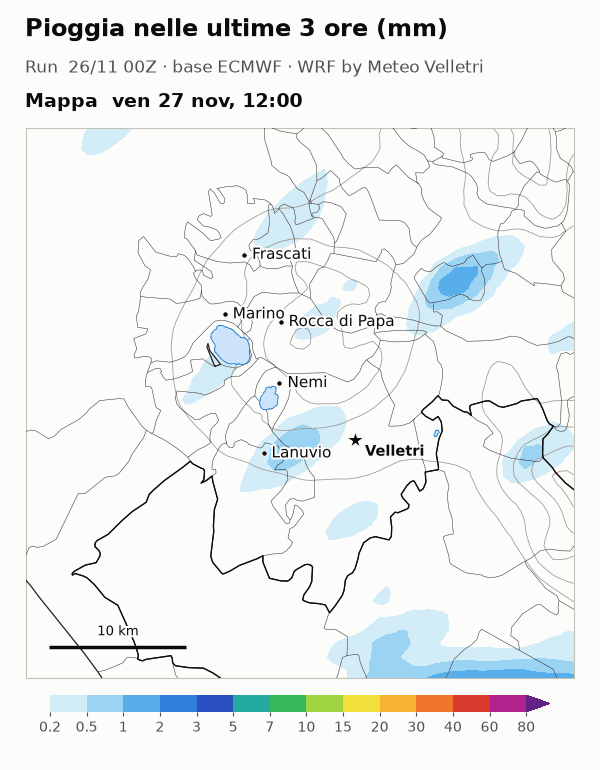 Pioggia nelle ultime 3 ore (mm)
Run  26/11 00Z · base ECMWF · WRF by Meteo Velletri
Mappa  ven 27 nov, 12:00
Frascati
Marino
Rocca di Papa
Nemi
Velletri
Lanuvio
10 km
0.2 0.5 1 2 3 5 7 10 15 20 30 40 60 80